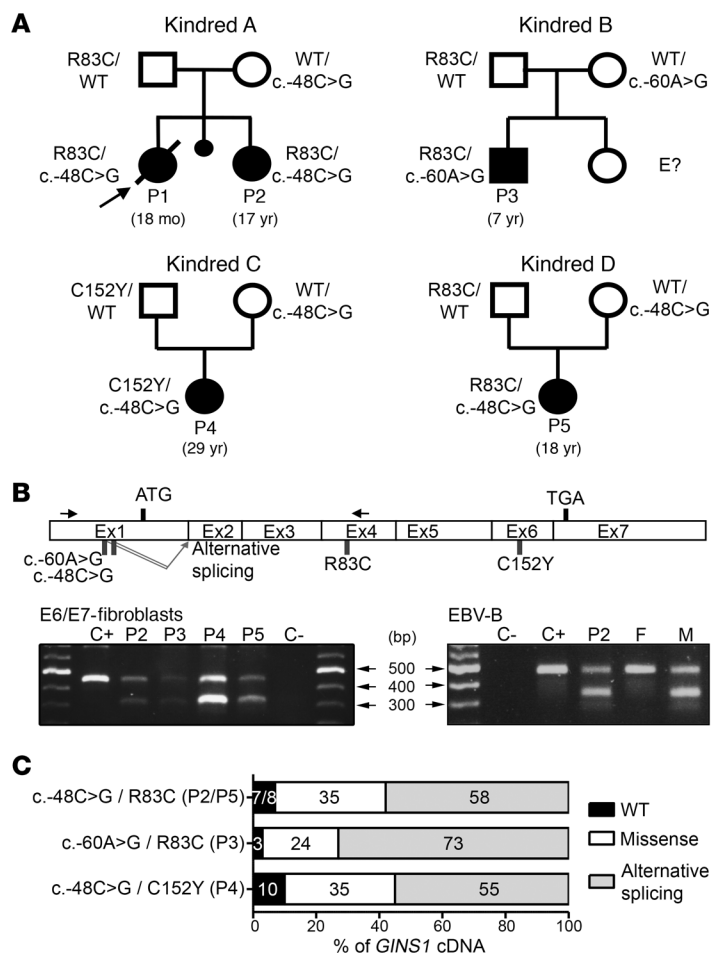 A
Kindred A
R83C/
WT
WT/
c.-48C>G
R83C/
c.-48C>G
P1
(18 mo)
P2
(17 yr)
R83C/
c.-48C>G
Kindred B
R83C/
WT
WT/
c.-60A>G
R83C/
c.-60A>G
P3
(7 yr)
E?
Kindred C
C152Y/
WT
WT/
c.-48C>G
C152Y/
c.-48C>G
P4
(29 yr)
Kindred D
R83C/
WT
WT/
c.-48C>G
R83C/
c.-48C>G
P5
(18 yr)
B
ATG
TGA
Ex1 Ex2 Ex3 Ex4 Ex5 Ex6 Ex7
c.-60A>G
c.-48C>G
Alternative
splicing
R83C
C152Y
E6/E7-fibroblasts
C+ P2 P3 P4 P5 C-
(bp)
500
400
300
EBV-B
C- C+ P2 F M
C
c.-48C>G / R83C (P2/P5)
7/8 35 58
c.-60A>G / R83C (P3)
3 24 73
c.-48C>G / C152Y (P4)
10 35 55
0 20 40 60 80 100
% of GINS1 cDNA
WT
Missense
Alternative
splicing